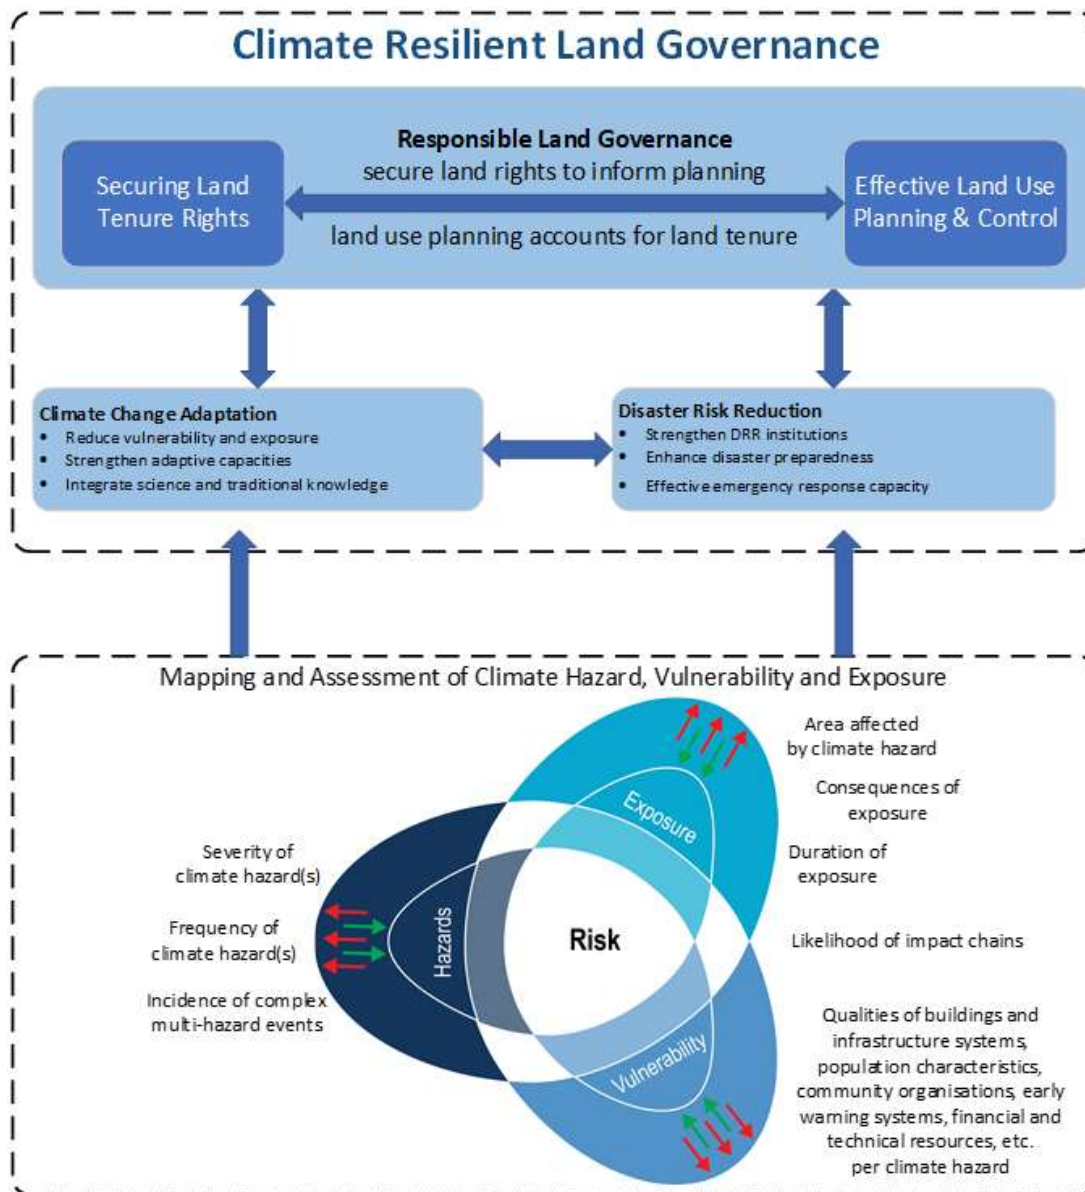 Climate Resilient Land Governance
Responsible Land Governance
secure land rights to inform planning
Securing Land
Tenure Rights
Effective Land Use
Planning & Control
land use planning accounts for land tenure
Climate Change Adaptation
• Reduce vulnerability and exposure
• Strengthen adaptive capacities
• Integrate science and traditional knowledge
Disaster Risk Reduction
• Strengthen DRR institutions
• Enhance disaster preparedness
• Effective emergency response capacity
Mapping and Assessment of Climate Hazard, Vulnerability and Exposure
Area affected
by climate hazard
Consequences of
exposure
Duration of
exposure
Likelihood of impact chains
Exposure
Severity of
climate hazard(s)
Frequency of
climate hazard(s)
Incidence of complex
multi-hazard events
Hazards
Risk
Vulnerability
Qualities of buildings and
infrastructure systems,
population characteristics,
community organisations, early
warning systems, financial and
technical resources, etc.
per climate hazard